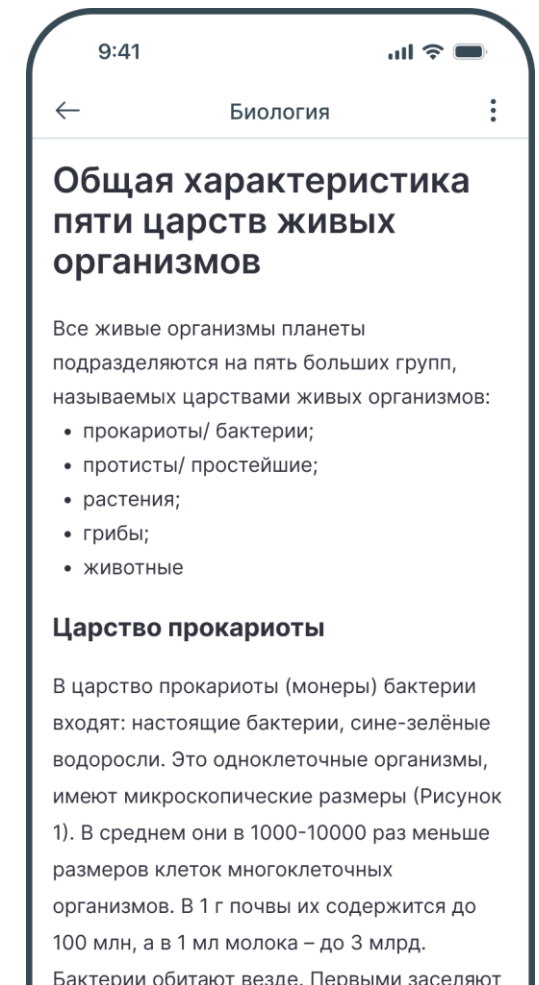 9:41
Биология
Общая характеристика
пяти царств живых
организмов
Все живые организмы планеты
подразделяются на пять больших групп,
называемых царствами живых организмов:
• прокариоты/ бактерии;
• протисты/ простейшие;
• растения;
• грибы;
• животные
Царство прокариоты
В царство прокариоты (монеры) бактерии
входят: настоящие бактерии, сине-зелёные
водоросли. Это одноклеточные организмы,
имеют микроскопические размеры (Рисунок
1). В среднем они в 1000-10000 раз меньше
размеров клеток многоклеточных
организмов. В 1 г почвы их содержится до
100 млн, а в 1 мл молока – до 3 млрд.
Бактерии обитают везде. Первыми заселяют